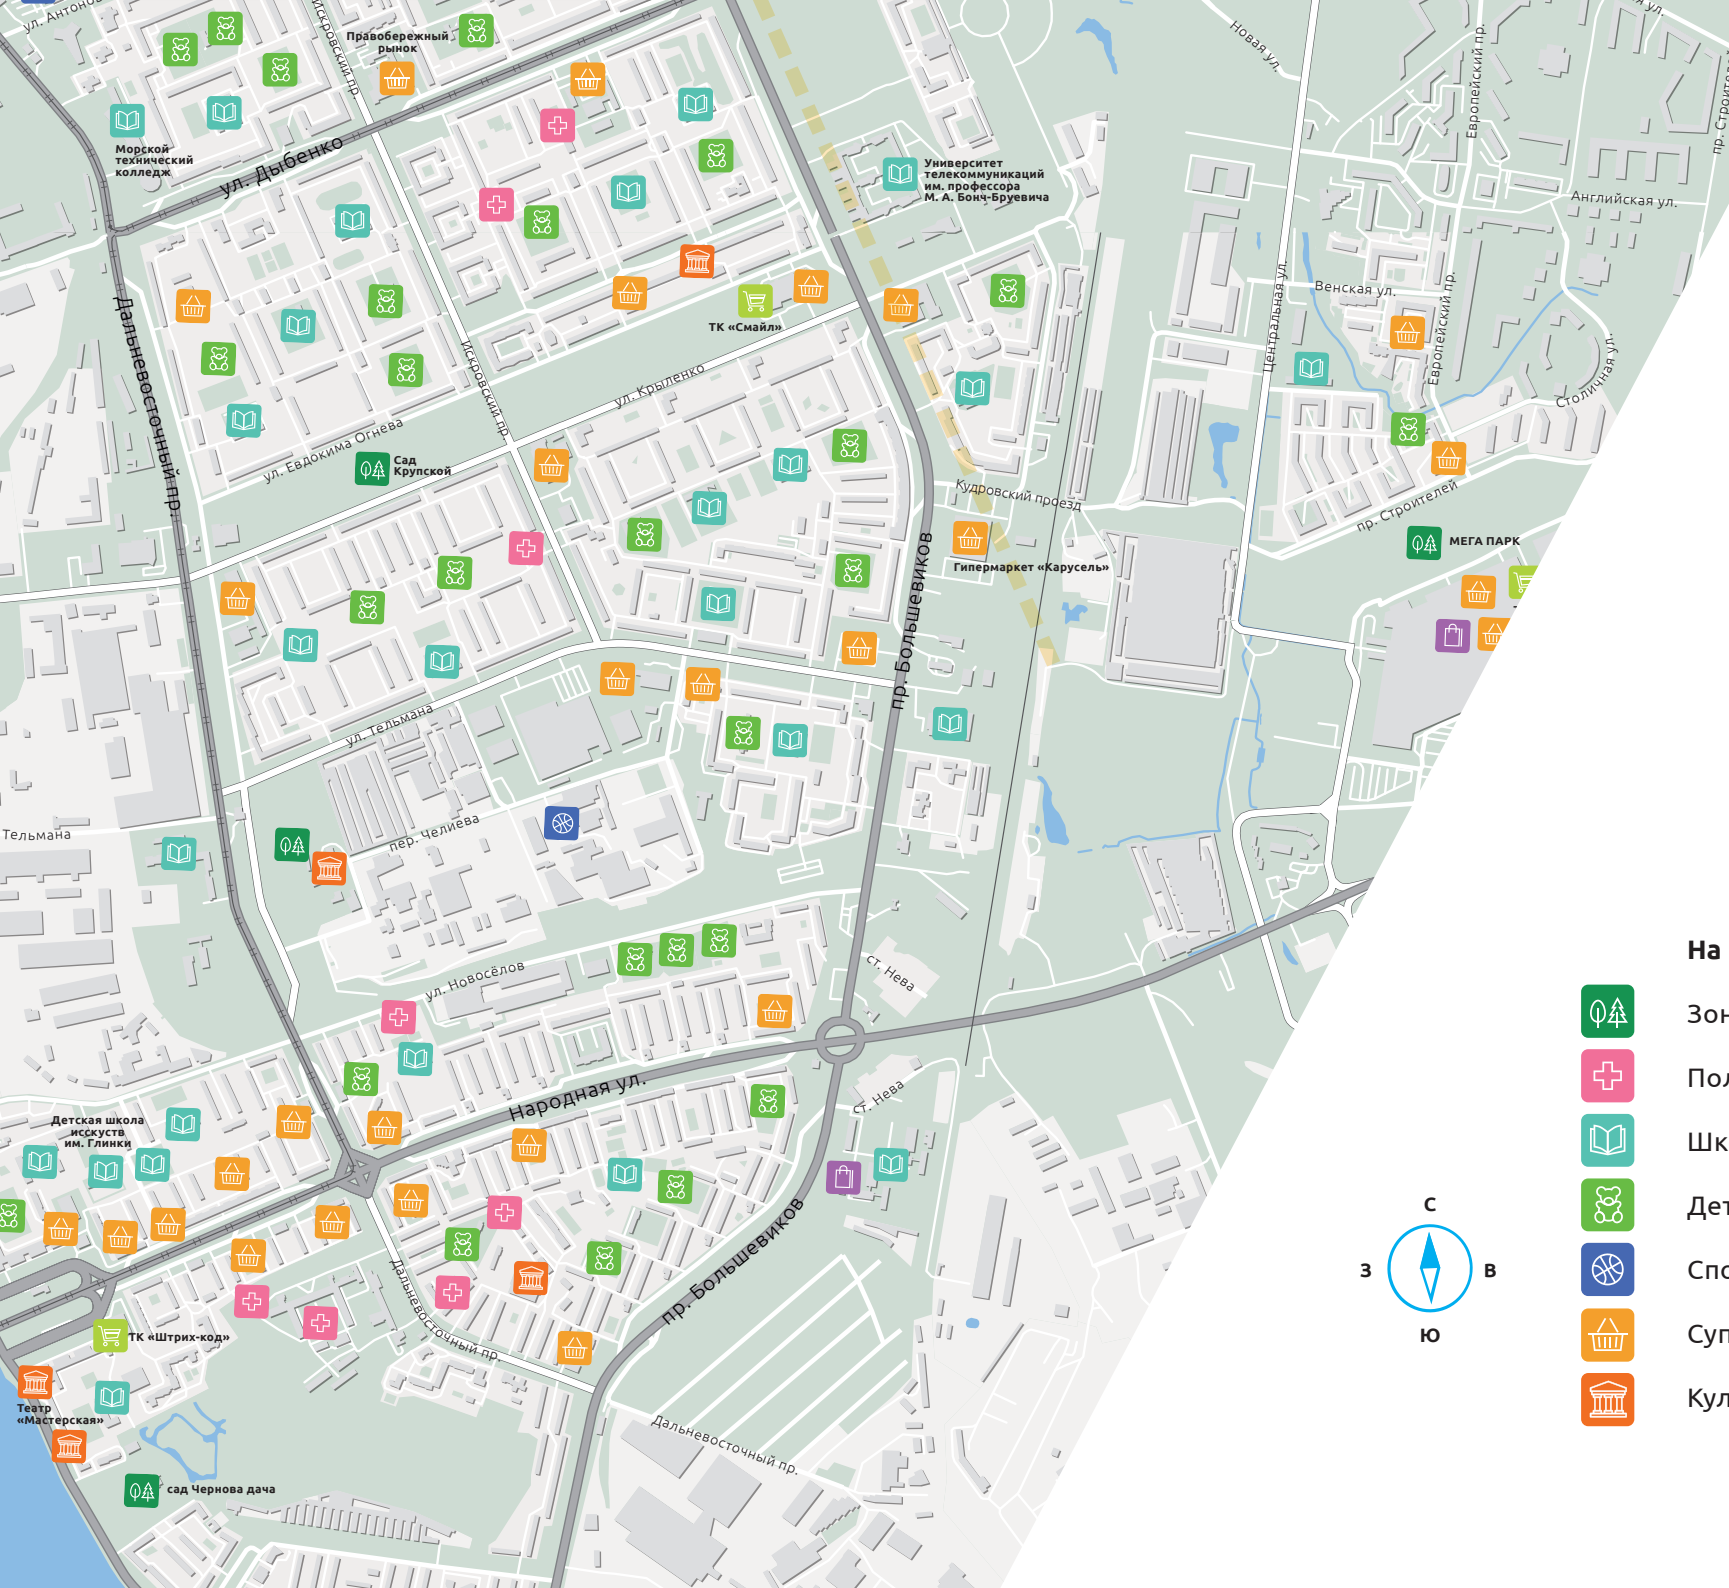 ул. Антонова
Искровский пр.
Правобережный
рынок
Новая ул.
Европейский пр.
ул.
Морской
технический
колледж
ул. Дыбенко
Университет
телекоммуникаций
им. профессора
М. А. Бонч-Бруевича
Английская ул.
Дальневосточный пр.
ТК «Смайл»
Центральная ул.
Венская ул.
Европейский пр.
Столичная ул.
Искровский пр.
ул. Крыленко
ул. Евдокима Огнева
Сад
Крупской
Кудровский проезд
пр. Строителей
МЕГА ПАРК
Гипермаркет «Карусель»
пр. Большевиков
ул. Тельмана
Тельмана
пер. Челиева
ул. Новосёлов
ст. Нева
На
Зон
Пол
Шк
Дет
Спо
Суп
Кул
Народная ул.
ст. Нева
Детская школа
исскуств
им. Глинки
пр. Большевиков
Дальневосточный пр.
С
З
В
Ю
ТК «Штрих-код»
Театр
«Мастерская»
Дальневосточный пр.
сад Чернова дача